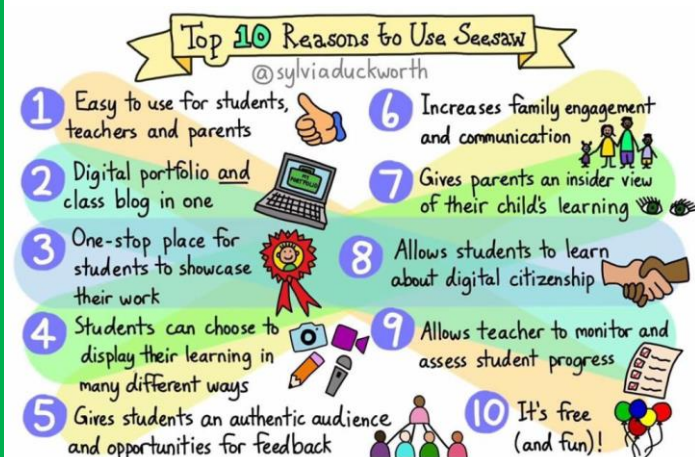 Top 10 Reasons to Use Seesaw
@sylviaduckworth
1 Easy to use for students,
teachers and parents
2 Digital portfolio and
class blog in one
MY
PORTFOLIO
3 One-stop place for
students to showcase
their work
4 Students can choose to
display their learning in
many different ways
5 Gives students an authentic audience
and opportunities for feedback
6 Increases family engagement
and communication
7 Gives parents an insider view
of their child's learning
8 Allows students to learn
about digital citizenship
9 Allows teacher to monitor and
assess student progress
10 It's free
(and fun)!